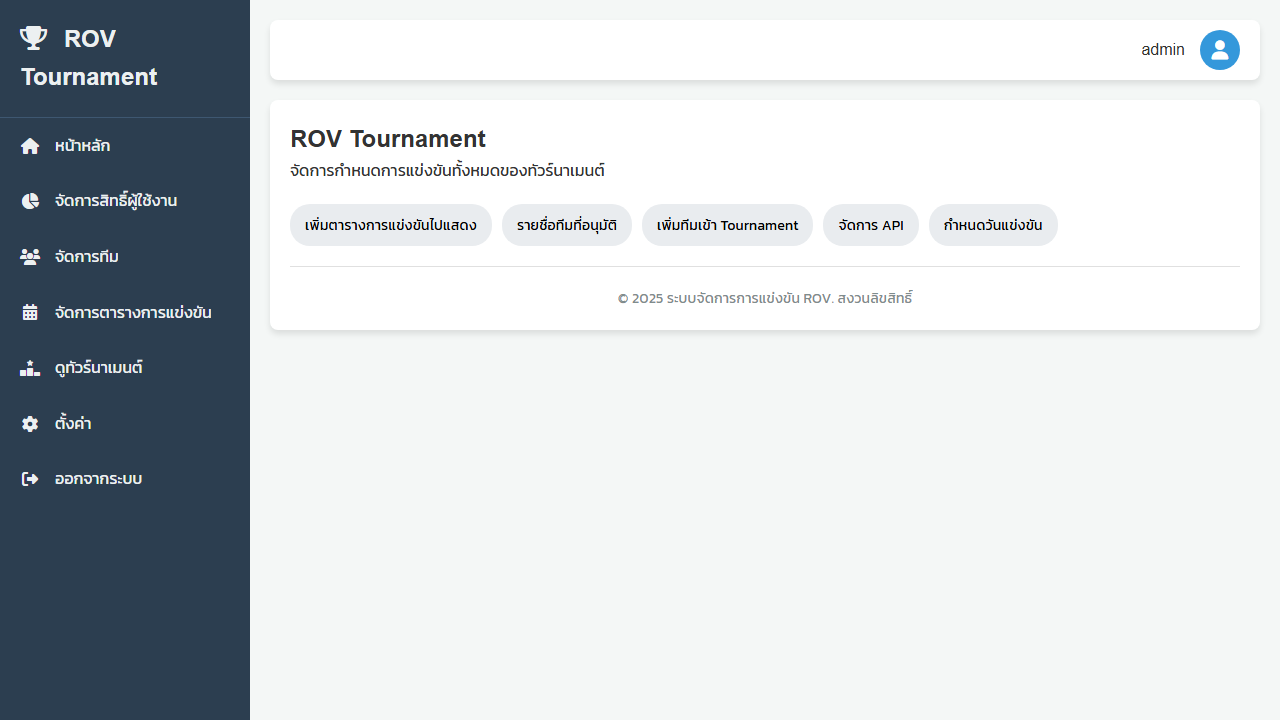 ROV
Tournament
หน้าหลัก
จัดการสิทธิ์ผู้ใช้งาน
จัดการทีม
จัดการตารางการแข่งขัน
ดูทัวร์นาเมนต์
ตั้งค่า
ออกจากระบบ
admin
ROV Tournament
จัดการกำหนดการแข่งขันทั้งหมดของทัวร์นาเมนต์
เพิ่มตารางการแข่งขันไปแสดง
รายชื่อทีมที่อนุมัติ
เพิ่มทีมเข้า Tournament
จัดการ API
กำหนดวันแข่งขัน
© 2025 ระบบจัดการการแข่งขัน ROV. สงวนลิขสิทธิ์